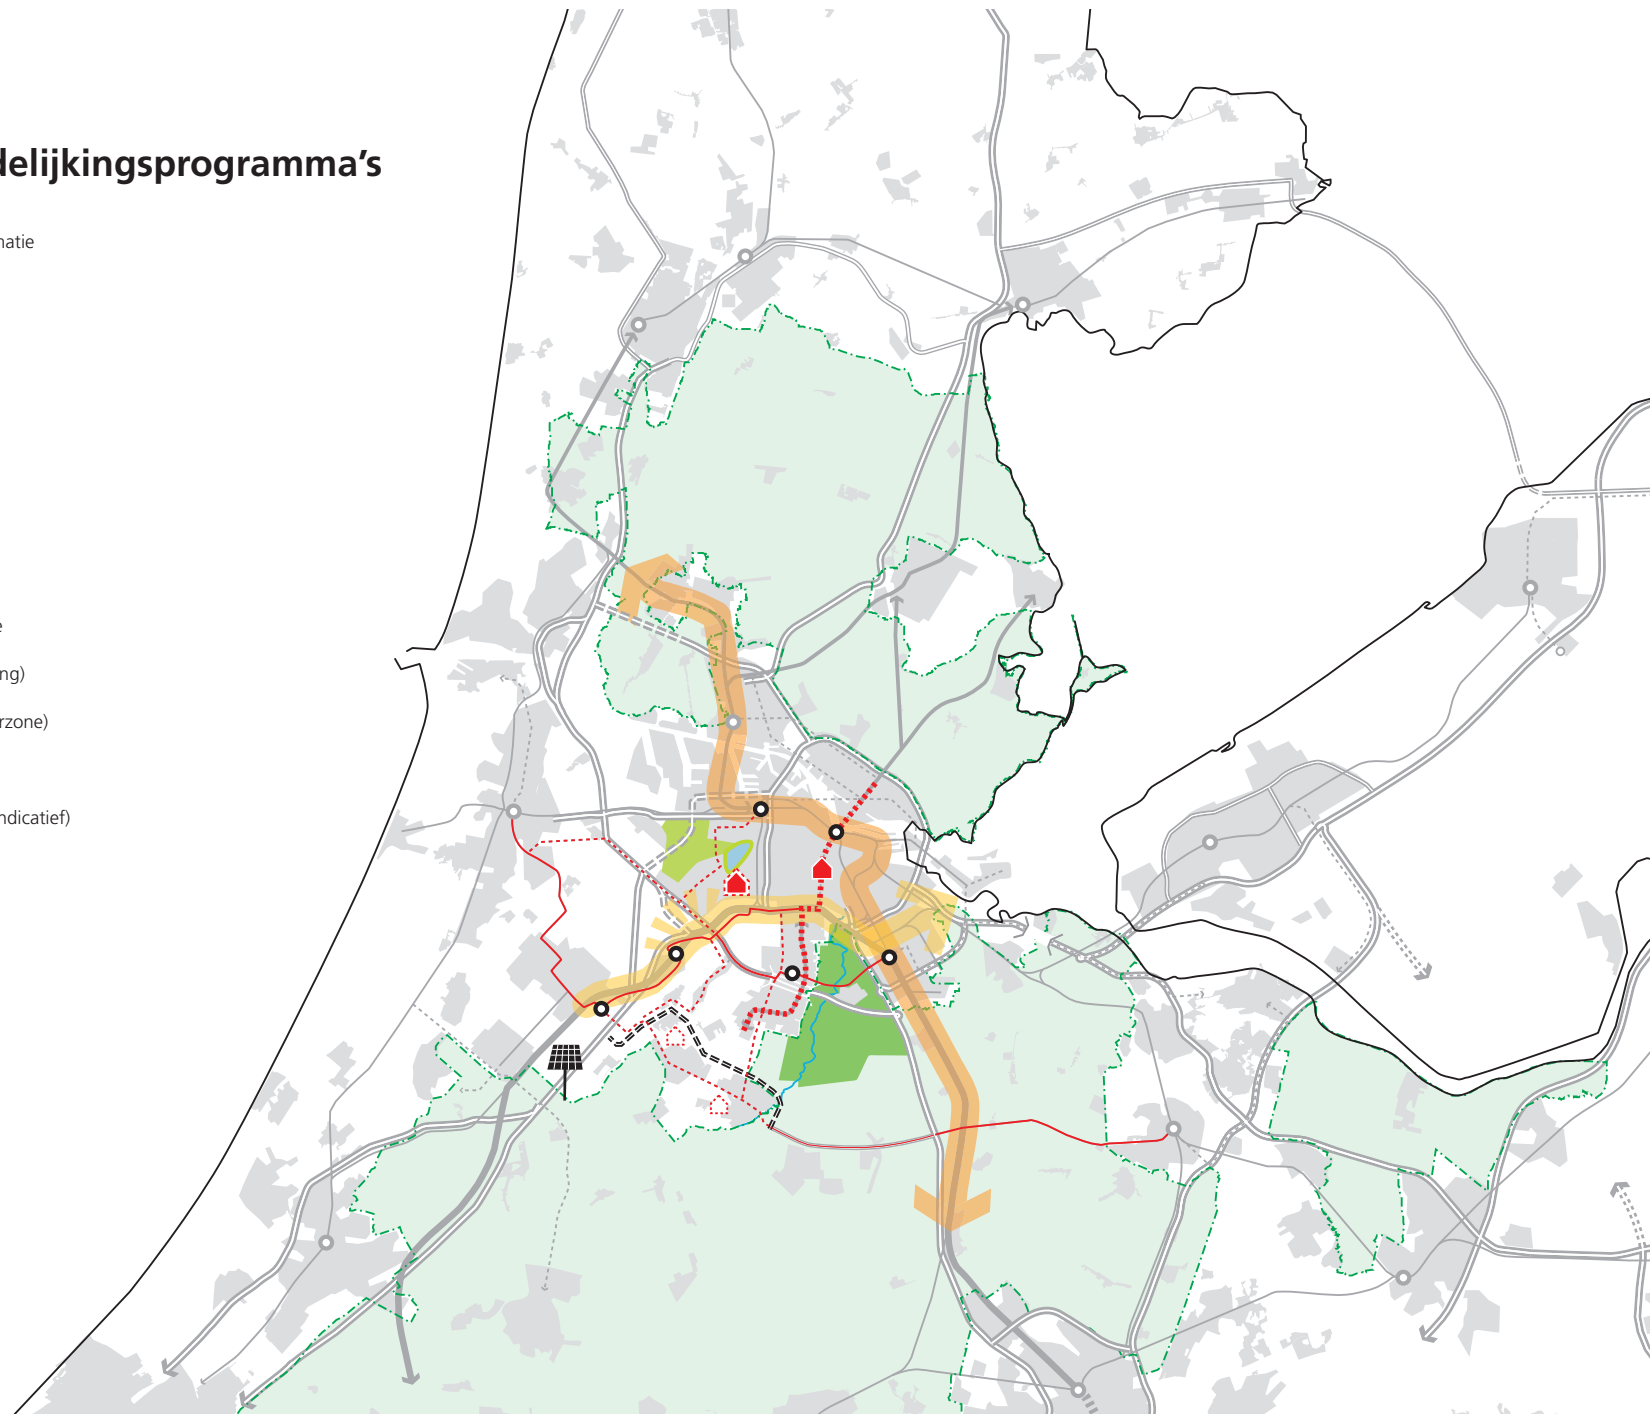 delijkingsprogramma’s
natie
e
ng)
rzone)
ndicatief)